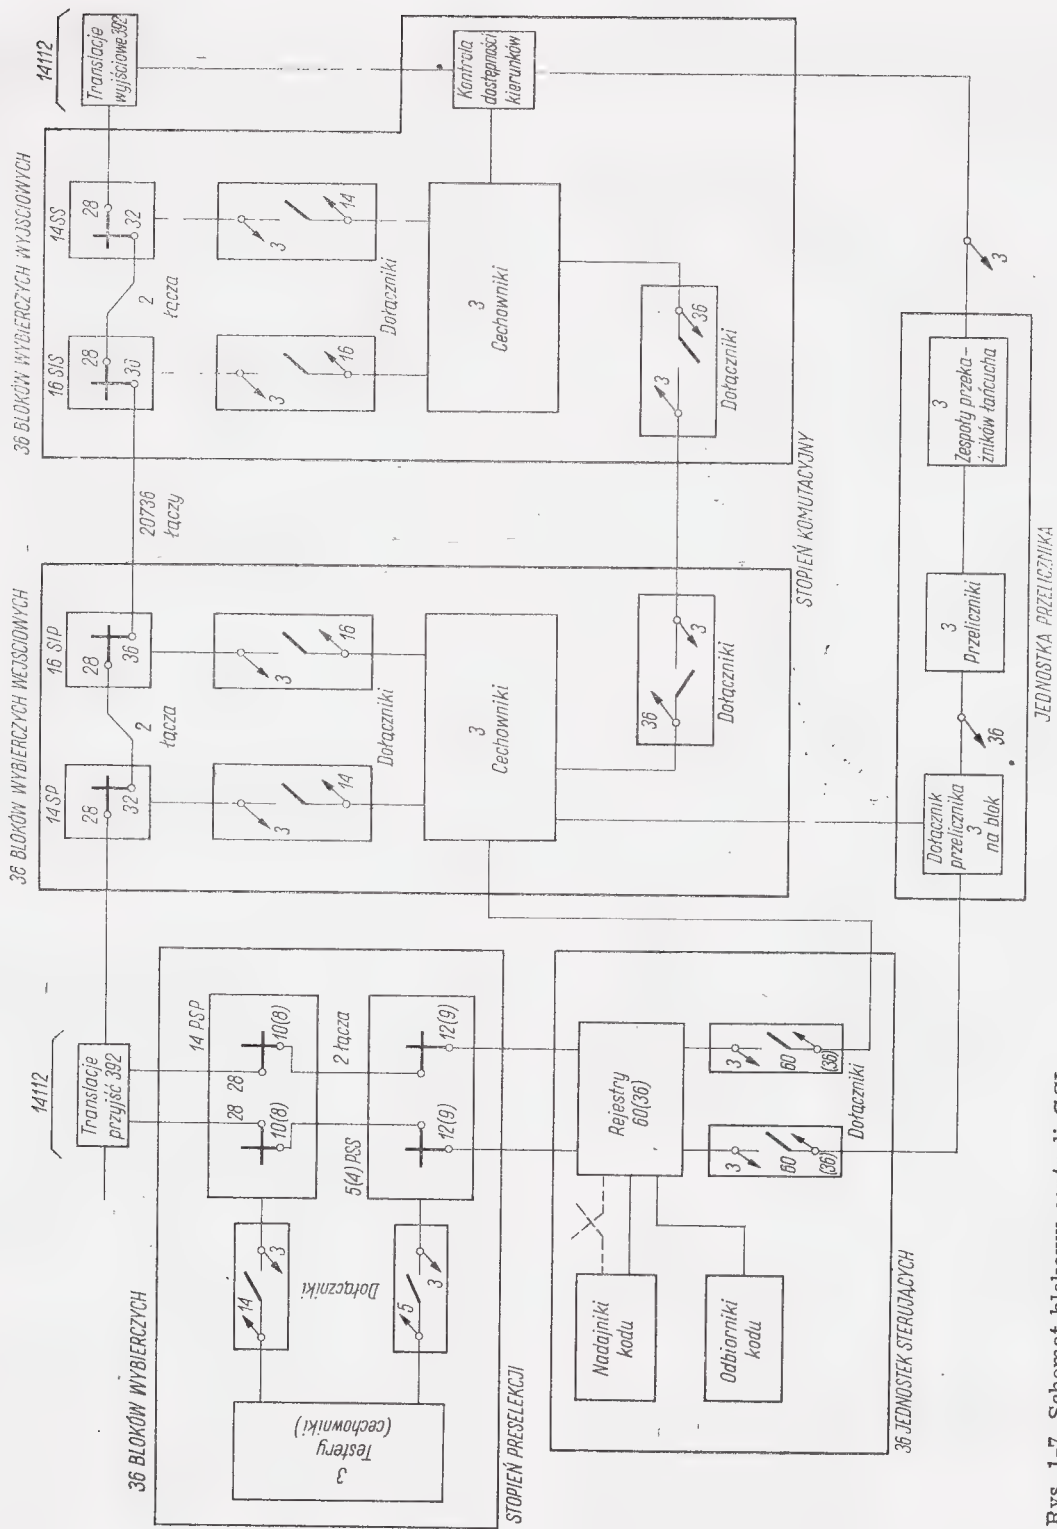 14112
Translacje
wyjściowe 392
36 BLOKÓW WYBIERCZYCH WYJŚCIOWYCH
16 SIS
28
30
2
łącza
14SS
28
32
3
16
3
14
Dołączniki
3
Cechowniki
Kontrola
dostępności
kierunków
3
36
Dołączniki
STOPIEŃ KOMUTACYJNY
20736
łączy
36 BLOKÓW WYBIERCZYCH WEJŚCIOWYCH
14SP
28
32
2
łącza
16 SIP
28
36
3
14
3
16
Dołączniki
3
Cechowniki
36
3
Dołączniki
14112
Translacje
przyjść 392
36 BLOKÓW WYBIERCZYCH
14 PSP
28
10(8)
28
10(8)
2 łącza
5(4) PSS
12(9)
12(9)
14
3
Dołączniki
5
3
3
Testery
(cechowniki)
STOPIEŃ PRESELEKCJI
Rejestry
60(36)
3
60
(36)
3
60
(36)
Dołączniki
Nadajniki
kodu
Odbiorniki
kodu
36 JEDNOSTEK STERUJĄCYCH
Dołącznik
przelicznika
3
na blok
36
3
Przeliczniki
3
Zespoły przeka-
źników łańcucha
3
JEDNOSTKA PRZELICZNIKA
Rys. 1-7. Schemat blokowy